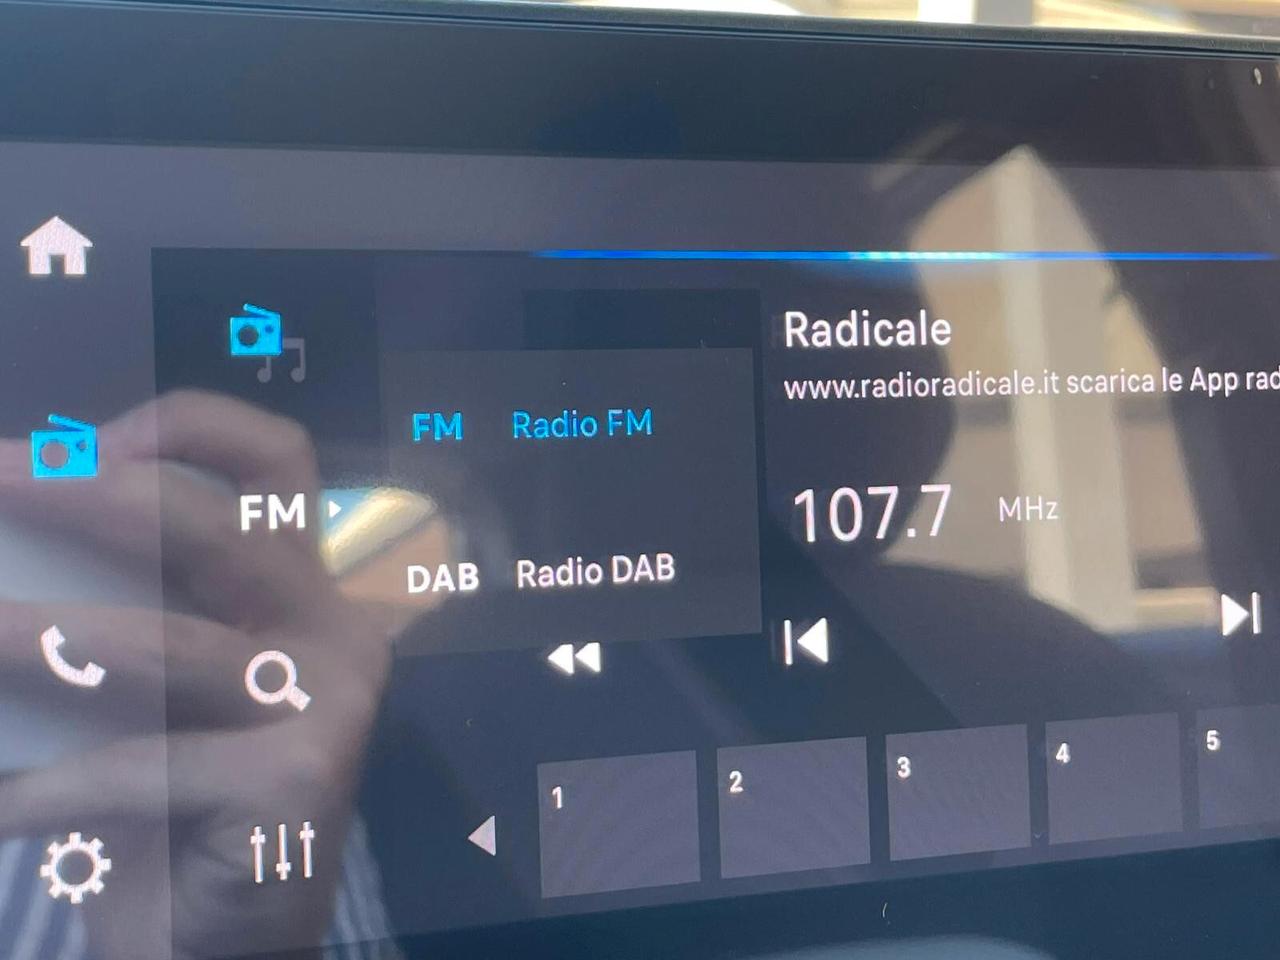 Radicale
www.radioradicale.it scarica le App rad
FM Radio FM
FM
107.7 MHz
DAB Radio DAB
1 2 3 4 5